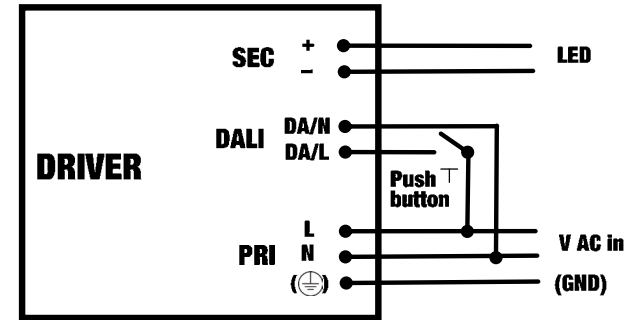 SEC + LED
−
DA/N
DALI
DA/L
DRIVER
Push
button
L
V AC in
PRI N
(⏚) (GND)